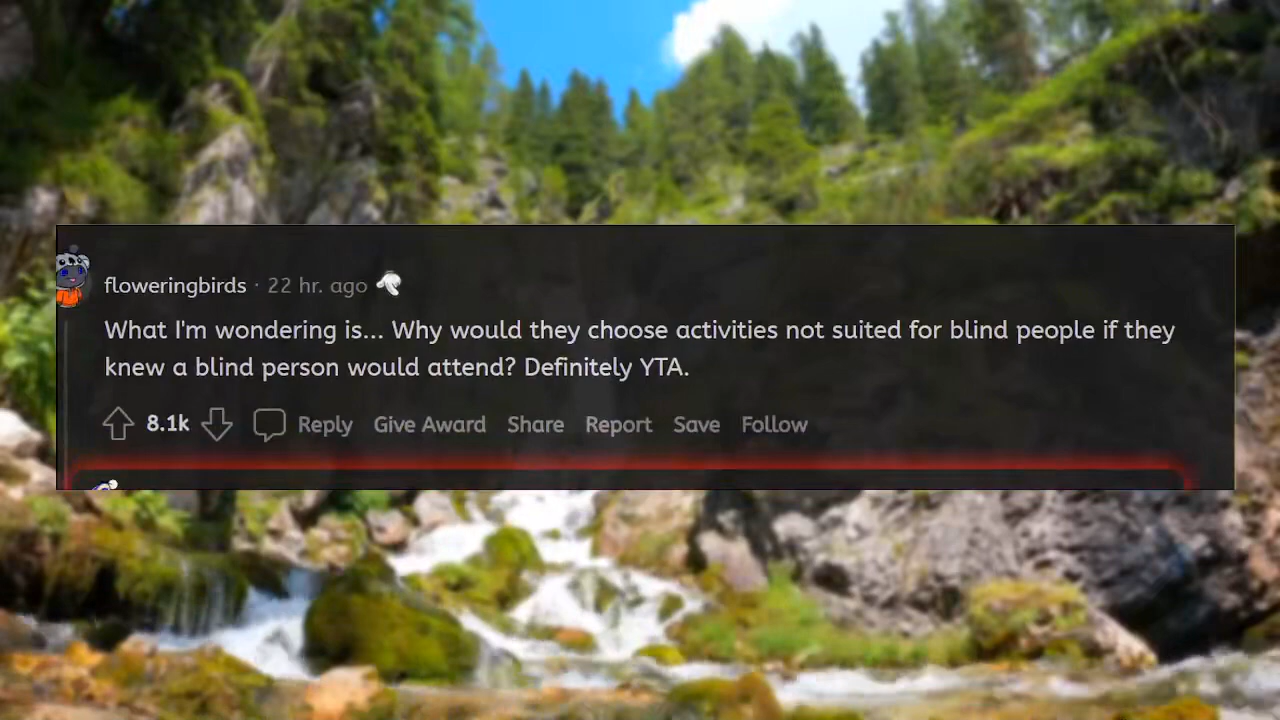 floweringbirds · 22 hr. ago
What I'm wondering is... Why would they choose activities not suited for blind people if they
knew a blind person would attend? Definitely YTA.
8.1k Reply Give Award Share Report Save Follow